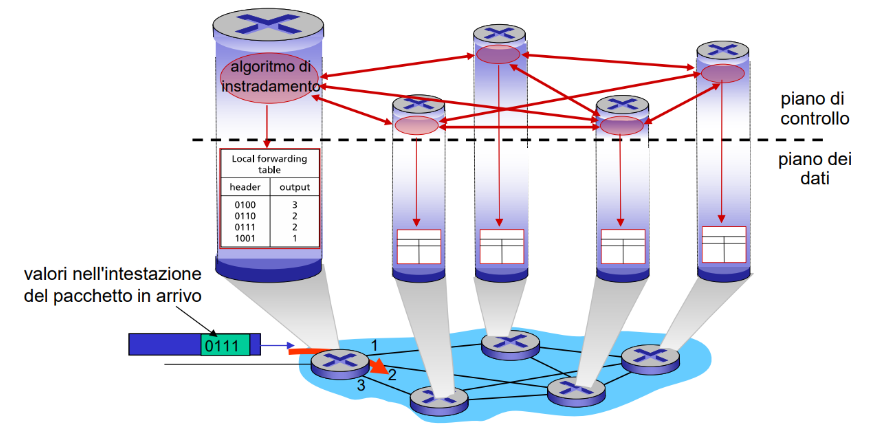 algoritmo di
instradamento
piano di
controllo
piano dei
dati
Local forwarding
table
header output
0100 3
0110 2
0111 2
1001 1
valori nell'intestazione
del pacchetto in arrivo
0111
1
2
3